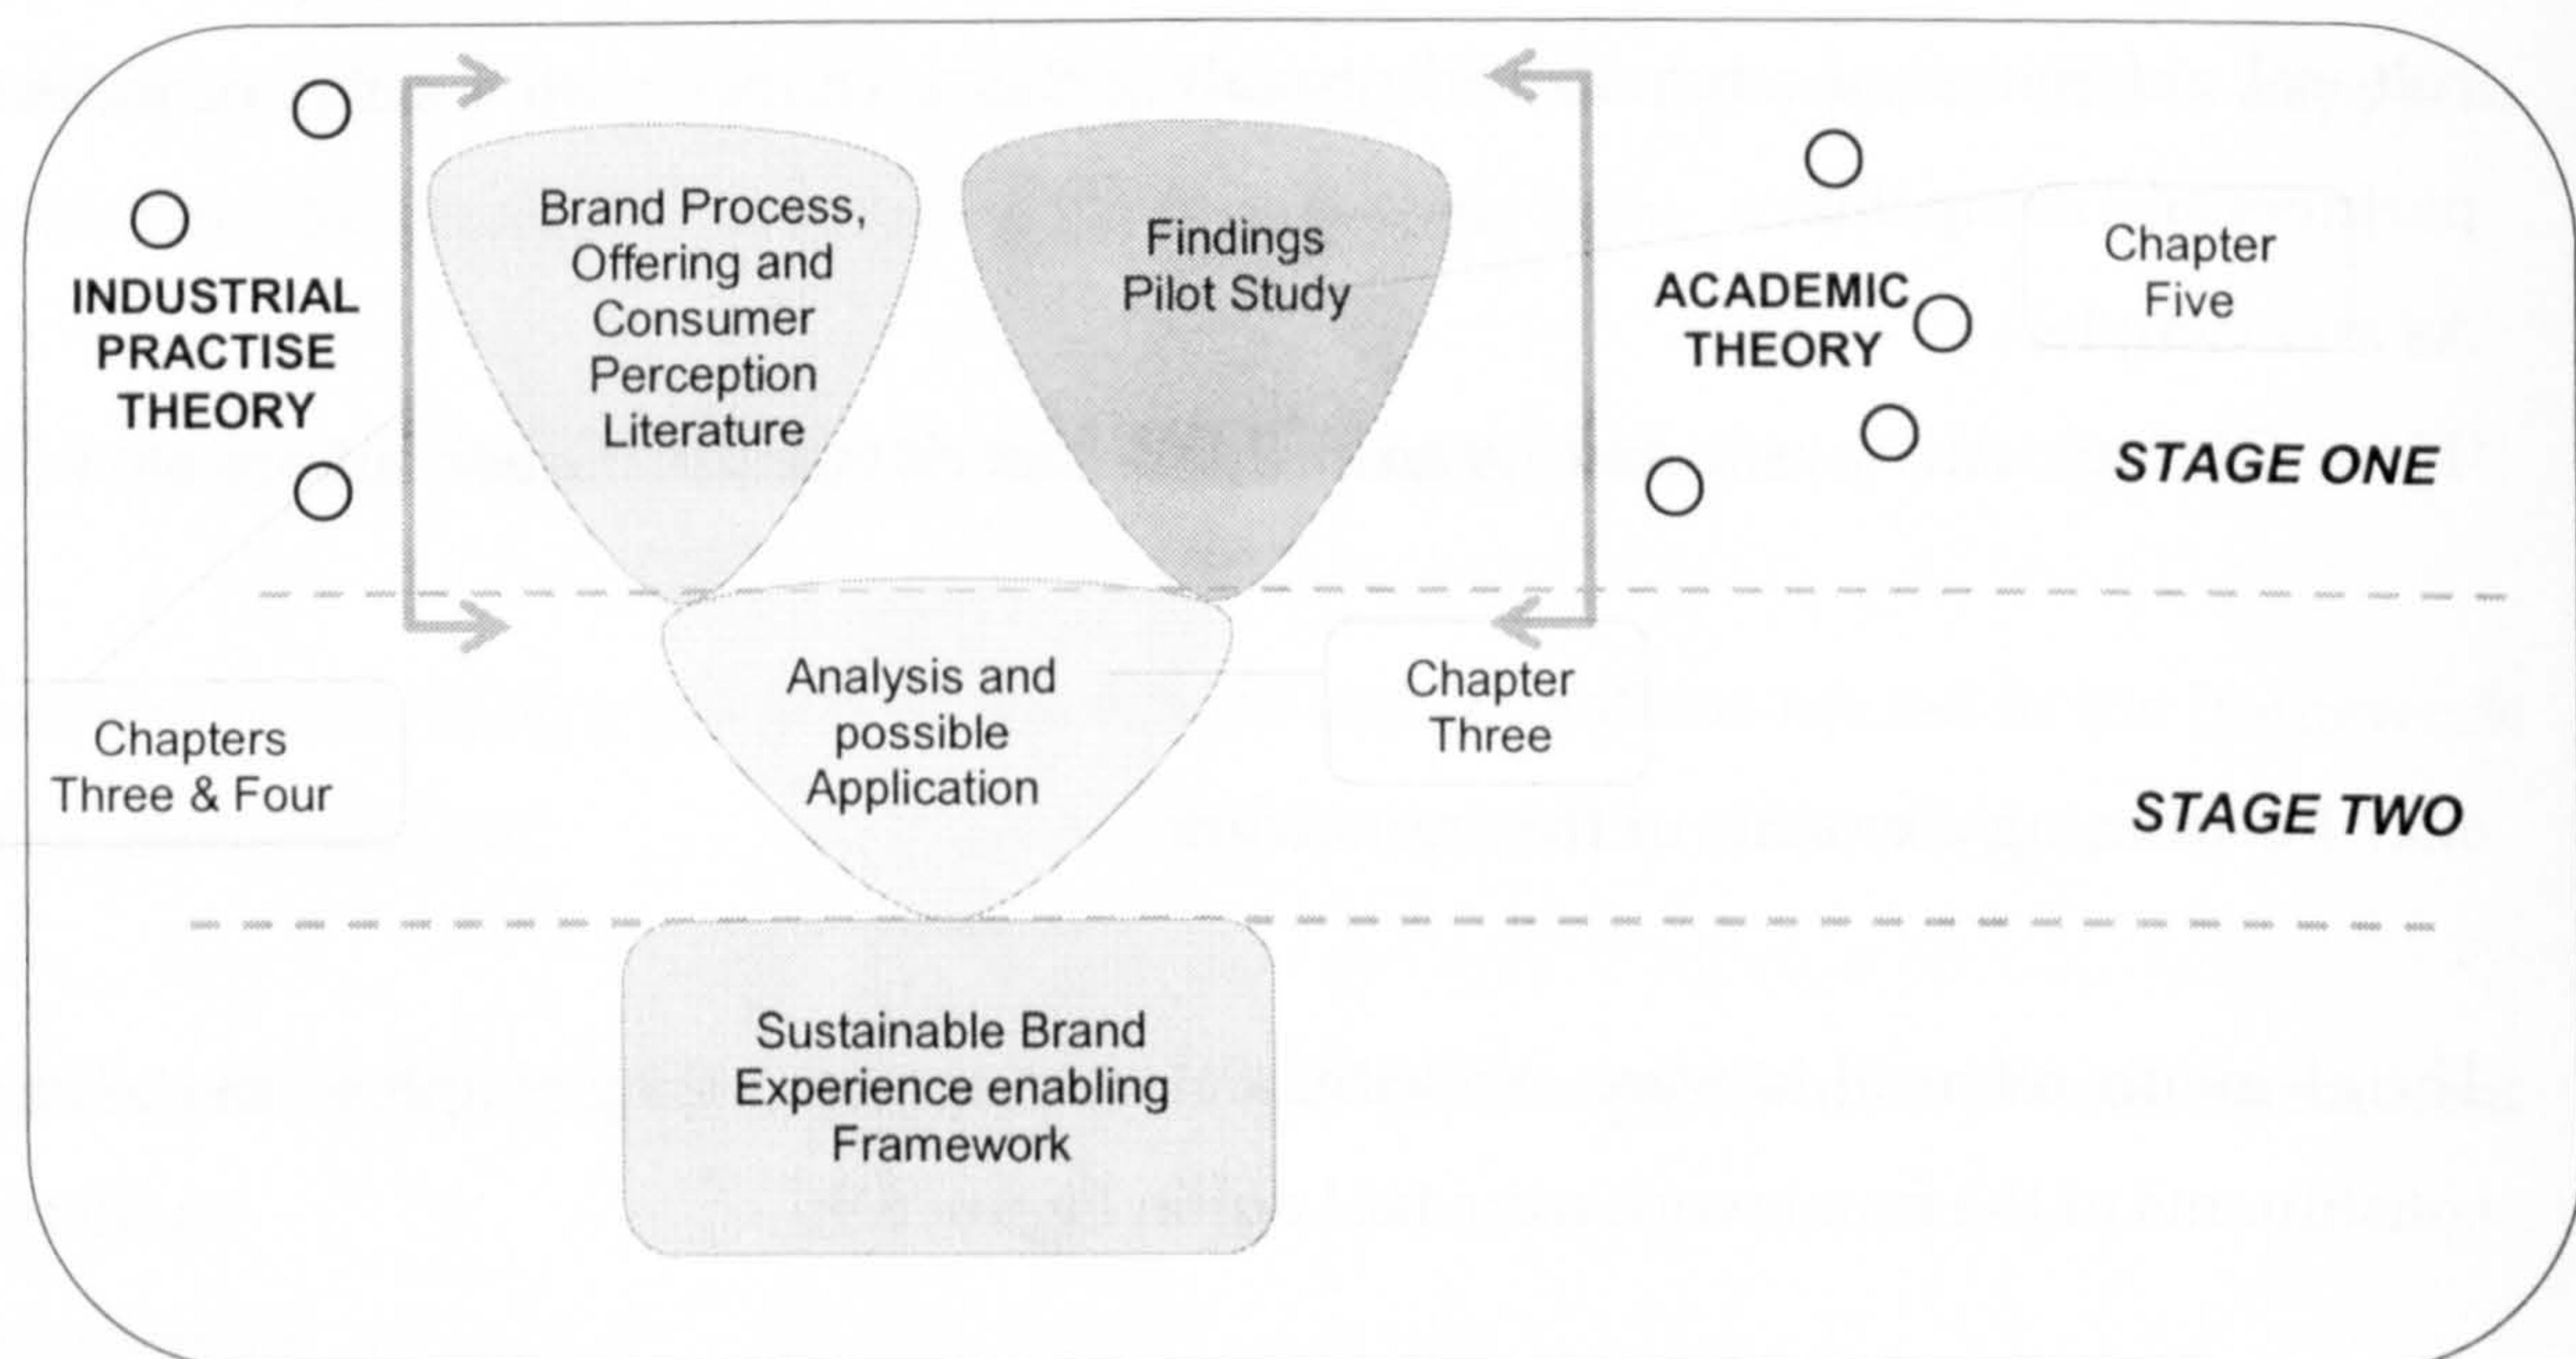 INDUSTRIAL
PRACTISE
THEORY
Brand Process,
Offering and
Consumer
Perception
Literature
Findings
Pilot Study
ACADEMIC
THEORY
Chapter
Five
STAGE ONE
Chapters
Three & Four
Analysis and
possible
Application
Chapter
Three
STAGE TWO
Sustainable Brand
Experience enabling
Framework